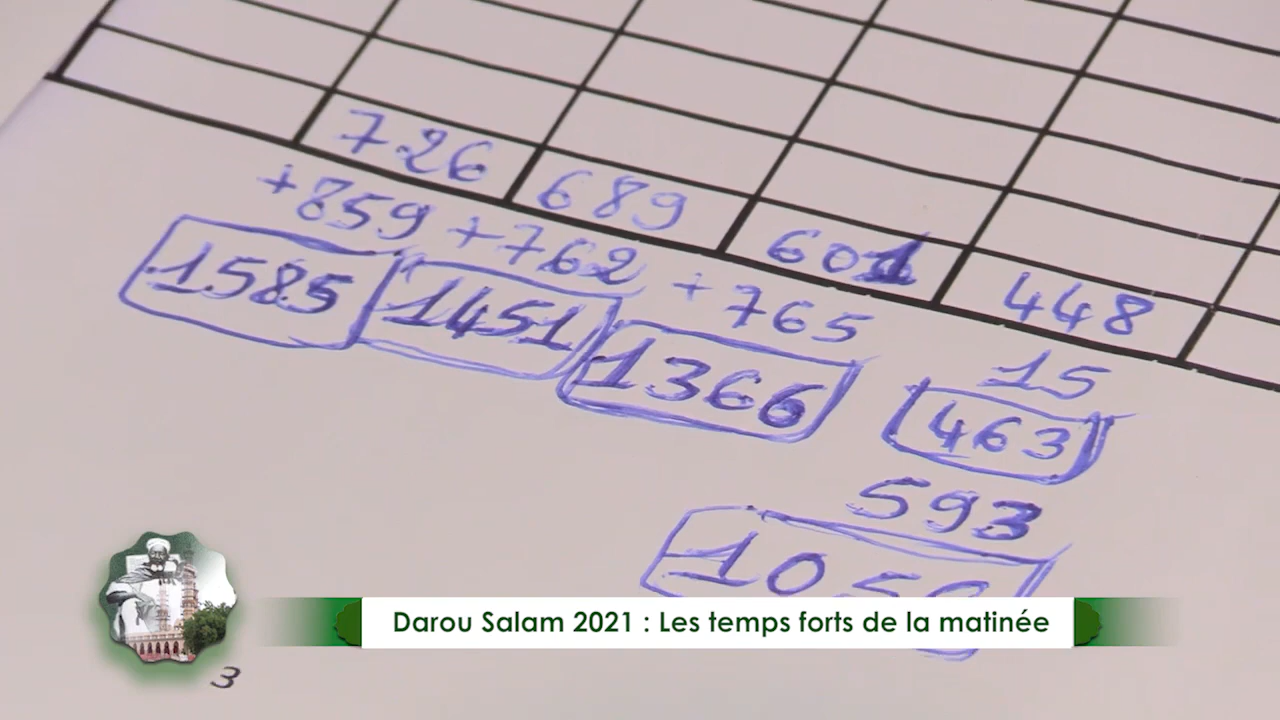 726 689 601 448
+859 +762 +765 15
1585 1451 1366 463
593
105
Darou Salam 2021 : Les temps forts de la matinée
3